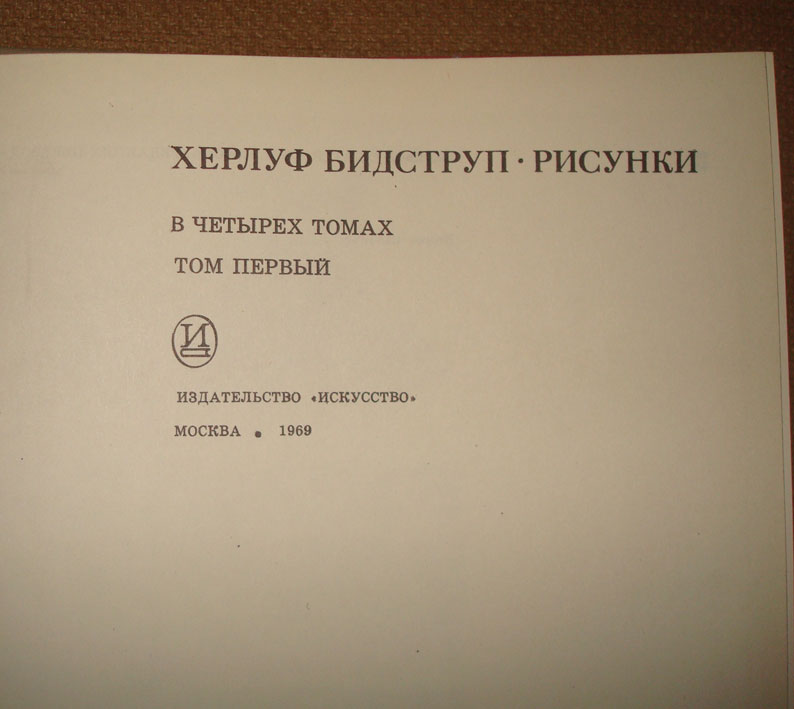 ХЕРЛУФ БИДСТРУП · РИСУНКИ
В ЧЕТЫРЕХ ТОМАХ
ТОМ ПЕРВЫЙ
И
ИЗДАТЕЛЬСТВО «ИСКУССТВО»
МОСКВА • 1969